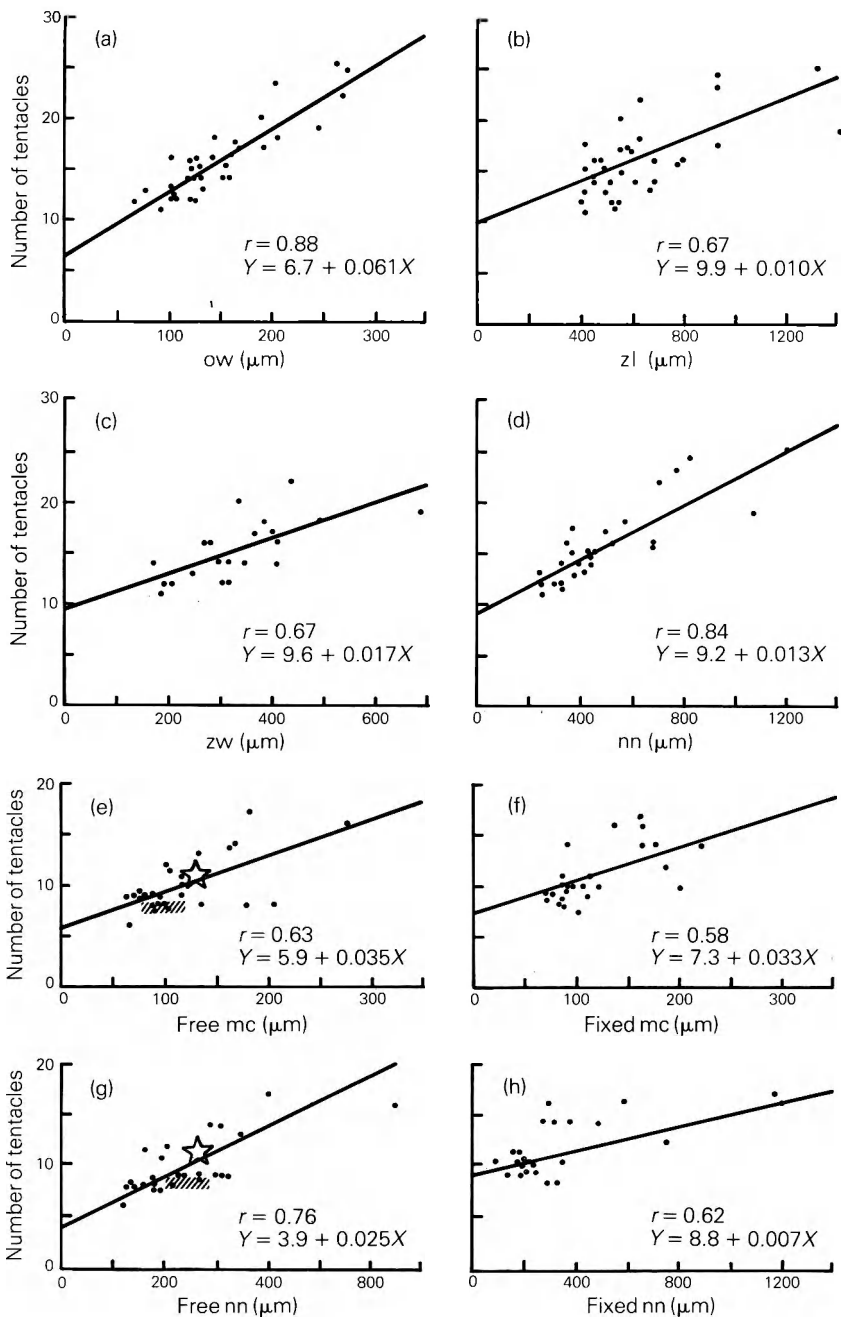 (a)
Number of tentacles
30
20
10
0
r = 0.88
Y = 6.7 + 0.061X
0 100 200 300
ow (μm)
(b)
r = 0.67
Y = 9.9 + 0.010X
0 400 800 1200
zl (μm)
(c)
Number of tentacles
30
20
10
0
r = 0.67
Y = 9.6 + 0.017X
0 200 400 600
zw (μm)
(d)
r = 0.84
Y = 9.2 + 0.013X
0 400 800 1200
nn (μm)
(e)
Number of tentacles
20
10
0
r = 0.63
Y = 5.9 + 0.035X
0 100 200 300
Free mc (μm)
(f)
r = 0.58
Y = 7.3 + 0.033X
0 100 200 300
Fixed mc (μm)
(g)
Number of tentacles
20
10
0
r = 0.76
Y = 3.9 + 0.025X
0 400 800
Free nn (μm)
(h)
r = 0.62
Y = 8.8 + 0.007X
0 400 800 1200
Fixed nn (μm)